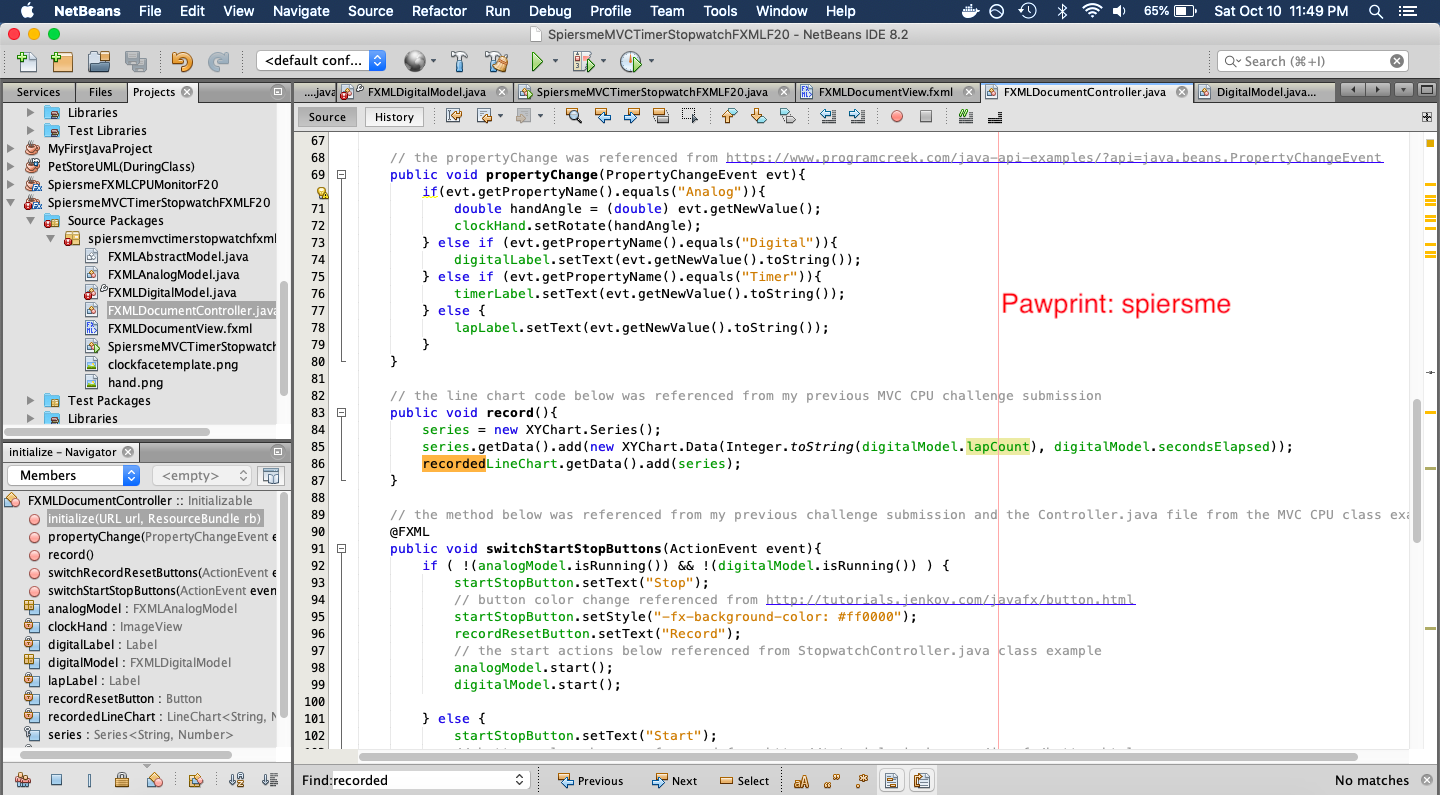 NetBeans File Edit View Navigate Source Refactor Run Debug Profile Team Tools Window Help 65% Sat Oct 10 11:49 PM
SpiersmeMVCTimerStopwatchFXMLF20 - NetBeans IDE 8.2
<default conf... Search (⌘+I)
Services Files Projects
....java FXMLDigitalModel.java SpiersmeMVCTimerStopwatchFXMLF20.java FXMLDocumentView.fxml FXMLDocumentController.java DigitalModel.java...
Source History
Libraries
Test Libraries
MyFirstJavaProject
PetStoreUML(DuringClass)
SpiersmeFXMLCPUMonitorF20
SpiersmeMVCTimerStopwatchFXMLF20
Source Packages
spiersmemvctimerstopwatchfxml
FXMLAbstractModel.java
FXMLAnalogModel.java
FXMLDigitalModel.java
FXMLDocumentController.java
FXMLDocumentView.fxml
SpiersmeMVCTimerStopwatch
clockfacetemplate.png
hand.png
Test Packages
Libraries
initialize - Navigator
Members <empty>
FXMLDocumentController :: Initializable
initialize(URL url, ResourceBundle rb)
propertyChange(PropertyChangeEvent e
record()
switchRecordResetButtons(ActionEvent e
switchStartStopButtons(ActionEvent even
analogModel : FXMLAnalogModel
clockHand : ImageView
digitalLabel : Label
digitalModel : FXMLDigitalModel
lapLabel : Label
recordResetButton : Button
recordedLineChart : LineChart<String, N
series : Series<String, Number>
67
68 // the propertyChange was referenced from https://www.programcreek.com/java-api-examples/?api=java.beans.PropertyChangeEvent
69 public void propertyChange(PropertyChangeEvent evt){
if(evt.getPropertyName().equals("Analog")){
71 double handAngle = (double) evt.getNewValue();
72 clockHand.setRotate(handAngle);
73 } else if (evt.getPropertyName().equals("Digital")){
74 digitalLabel.setText(evt.getNewValue().toString());
75 } else if (evt.getPropertyName().equals("Timer")){
76 timerLabel.setText(evt.getNewValue().toString());
77 } else {
78 lapLabel.setText(evt.getNewValue().toString());
79 }
80 }
81
82 // the line chart code below was referenced from my previous MVC CPU challenge submission
83 public void record(){
84 series = new XYChart.Series();
85 series.getData().add(new XYChart.Data(Integer.toString(digitalModel.lapCount), digitalModel.secondsElapsed));
86 recordedLineChart.getData().add(series);
87 }
88
89 // the method below was referenced from my previous challenge submission and the Controller.java file from the MVC CPU class exa
90 @FXML
91 public void switchStartStopButtons(ActionEvent event){
92 if ( !(analogModel.isRunning()) && !(digitalModel.isRunning()) ) {
93 startStopButton.setText("Stop");
94 // button color change referenced from http://tutorials.jenkov.com/javafx/button.html
95 startStopButton.setStyle("-fx-background-color: #ff0000");
96 recordResetButton.setText("Record");
97 // the start actions below referenced from StopwatchController.java class example
98 analogModel.start();
99 digitalModel.start();
100
101 } else {
102 startStopButton.setText("Start");
Pawprint: spiersme
Find: recorded Previous Next Select No matches